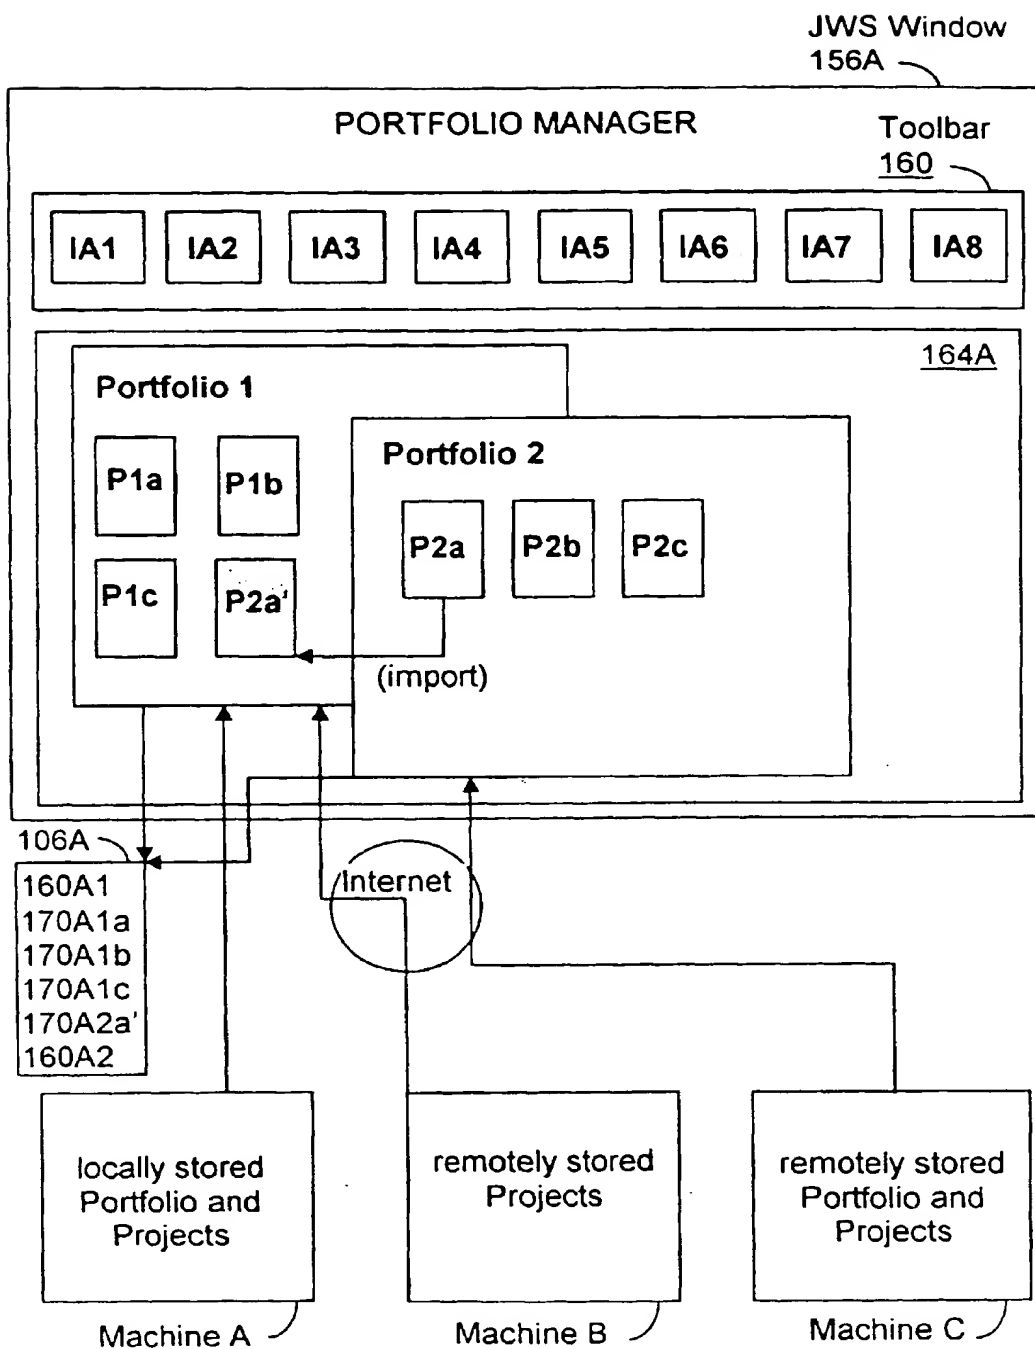 JWS Window
156A
PORTFOLIO MANAGER
Toolbar
160
IA1 IA2 IA3 IA4 IA5 IA6 IA7 IA8
164A
Portfolio 1
P1a P1b
P1c P2a'
Portfolio 2
P2a P2b P2c
(import)
106A
160A1
170A1a
170A1b
170A1c
170A2a'
160A2
Internet
locally stored
Portfolio and
Projects
remotely stored
Projects
remotely stored
Portfolio and
Projects
Machine A
Machine B
Machine C